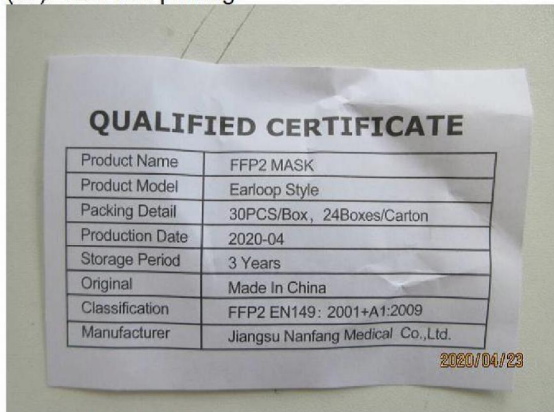 QUALIFIED CERTIFICATE
Product Name FFP2 MASK
Product Model Earloop Style
Packing Detail 30PCS/Box, 24Boxes/Carton
Production Date 2020-04
Storage Period 3 Years
Original Made In China
Classification FFP2 EN149: 2001+A1:2009
Manufacturer Jiangsu Nanfang Medical Co.,Ltd.
2020/04/23